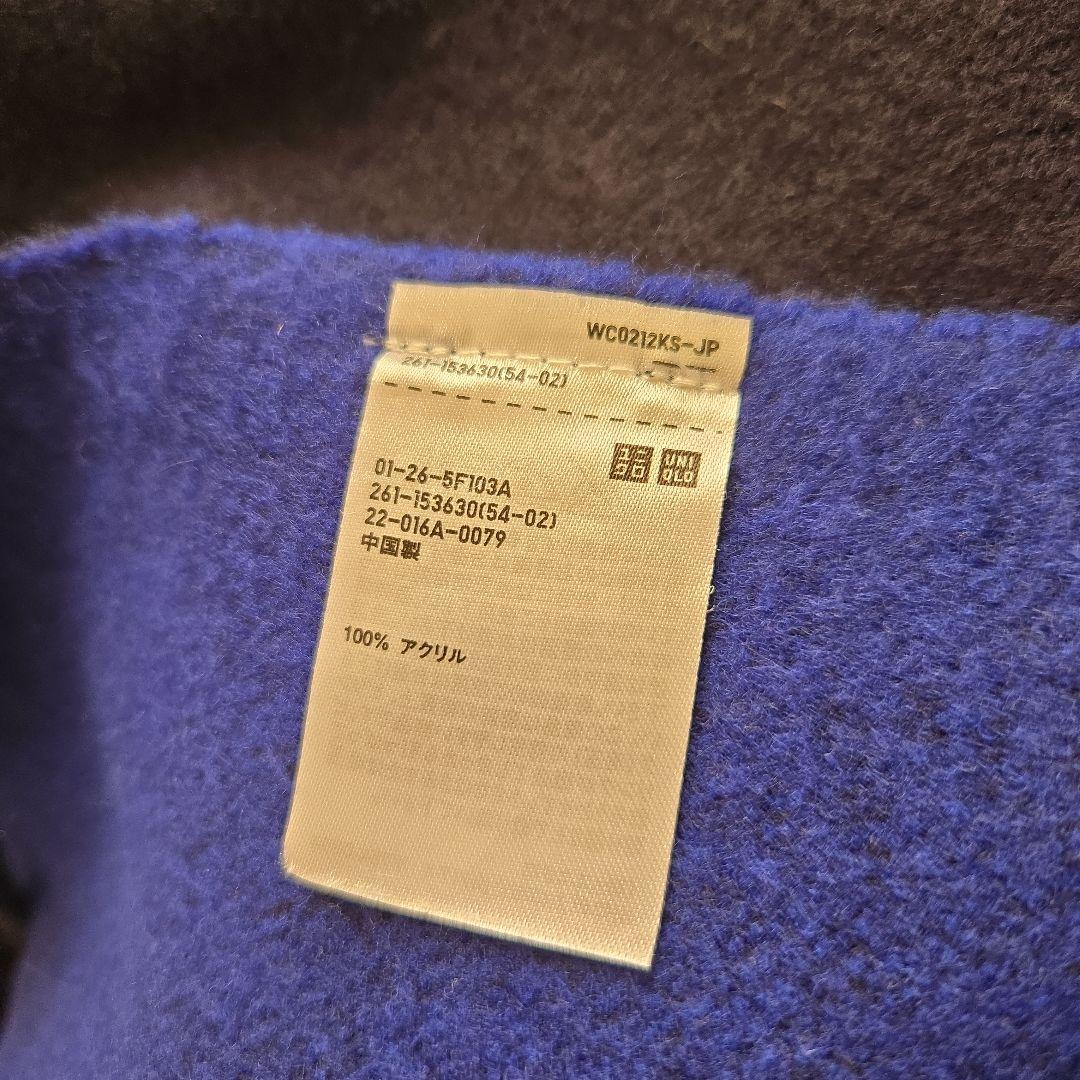 WC0212KS-JP
261-153630(54-02)
ユニ UNI
クロ QLO
01-26-5F103A
261-153630(54-02)
22-016A-0079
中国製
100% アクリル